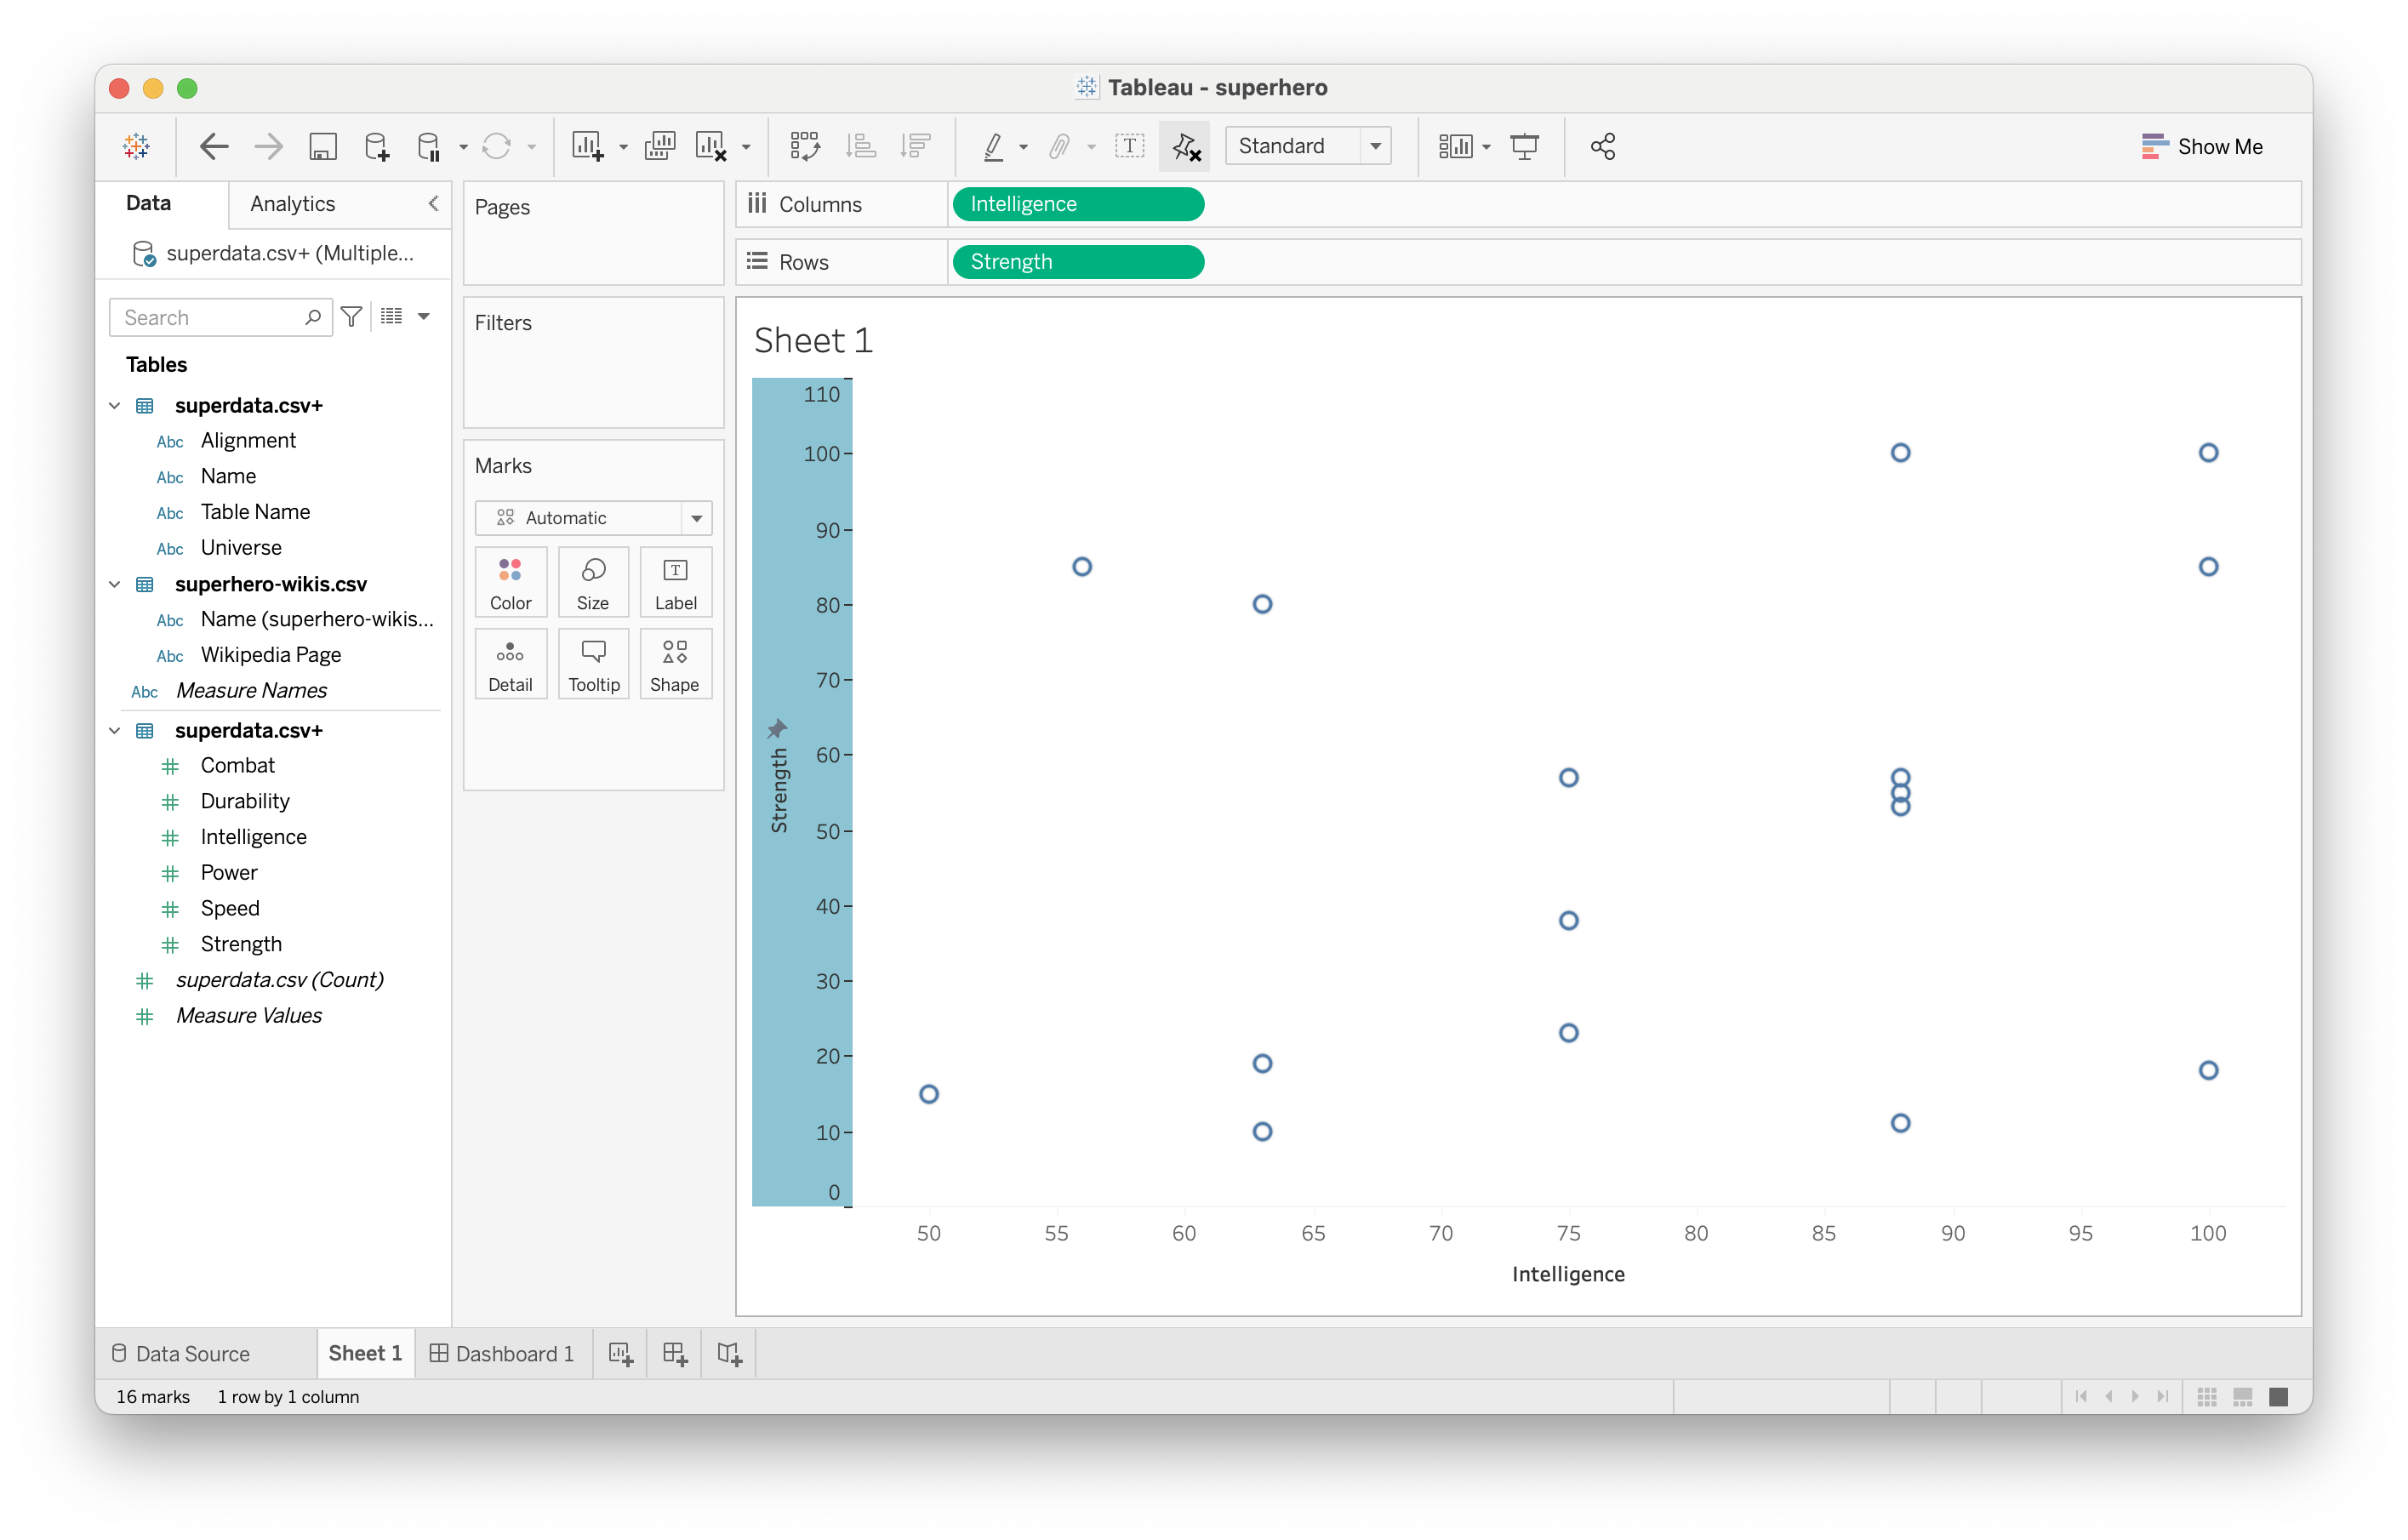 Tableau - superhero
Standard
Show Me
Data
Analytics
superdata.csv+ (Multiple...
Search
Tables
superdata.csv+
Abc Alignment
Abc Name
Abc Table Name
Abc Universe
superhero-wikis.csv
Abc Name (superhero-wikis...
Abc Wikipedia Page
Abc Measure Names
superdata.csv+
# Combat
# Durability
# Intelligence
# Power
# Speed
# Strength
# superdata.csv (Count)
# Measure Values
Pages
Filters
Marks
Automatic
Color Size Label
Detail Tooltip Shape
Columns Intelligence
Rows Strength
Sheet 1
110
100
90
80
70
60
50
40
30
20
10
0
Strength
50 55 60 65 70 75 80 85 90 95 100
Intelligence
Data Source Sheet 1 Dashboard 1
16 marks 1 row by 1 column